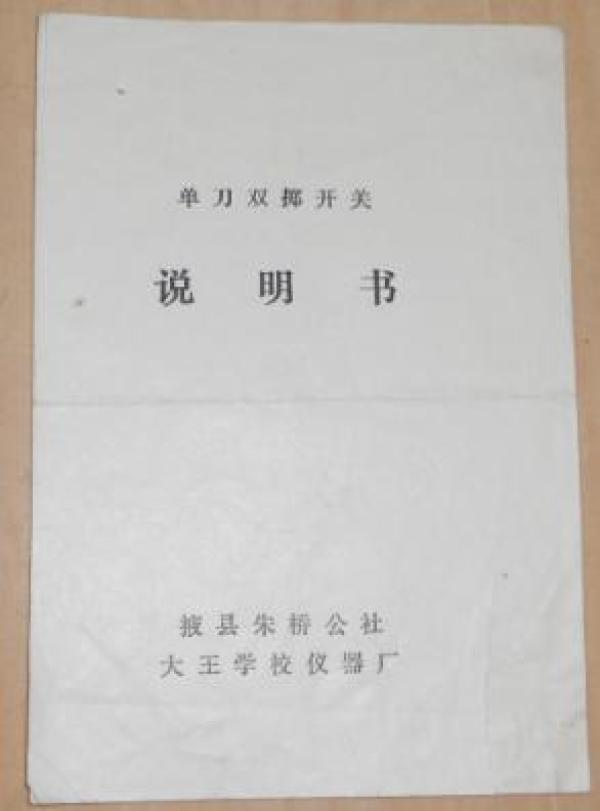 单刀双掷开关
说明书
掖县朱桥公社
大王学校仪器厂